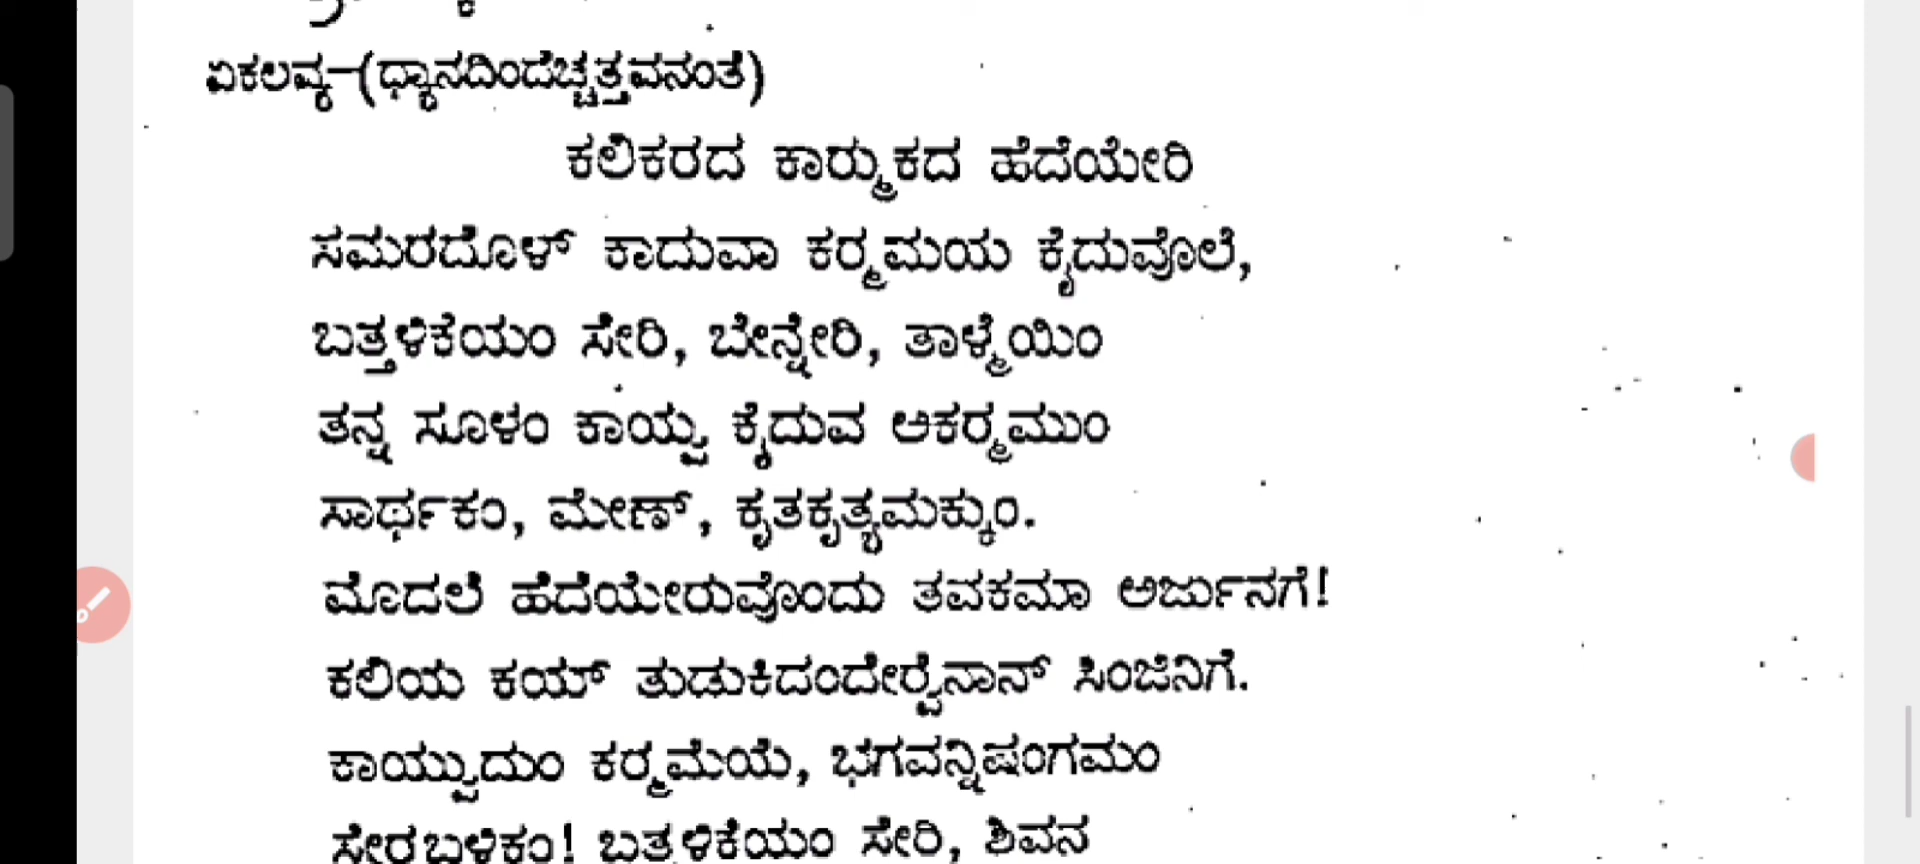 ಏಕಲವ್ಯ—(ಧ್ಯಾನದಿಂದೆಚ್ಚತ್ತವನಂತೆ)
ಕಲಿಕರದ ಕಾರ‍್ಮುಕದ ಹೆದೆಯೇರಿ
ಸಮರದೊಳ್ ಕಾದುವಾ ಕರ‍್ಮಮಯ ಕೈದುವೊಲೆ,
ಬತ್ತಳಿಕೆಯಂ ಸೇರಿ, ಬೇನ್ನೇರಿ, ತಾಳ್ಮೆಯಿಂ
ತನ್ನ ಸೂಳಂ ಕಾಯ್ವ ಕೈದುವ ಆಕರ‍್ಮಮುಂ
ಸಾರ್ಥಕಂ, ಮೇಣ್, ಕೃತಕೃತ್ಯಮಕ್ಕುಂ.
ಮೊದಲೆ ಹೆದೆಯೇರುವೊಂದು ತವಕಮಾ ಅರ್ಜುನಗೆ!
ಕಲಿಯ ಕಯ್ ತುಡುಕಿದಂದೇರ‍್ವೆನಾನ್ ಸಿಂಜಿನಿಗೆ.
ಕಾಯ್ವುದುಂ ಕರ‍್ಮಮೆಯೆ, ಭಗವನ್ನಿಷಂಗಮಂ
ಸೇರಬಳಿಕಂ! ಬತ್ತಳಿಕೆಯಂ ಸೇರಿ, ಶಿವನ